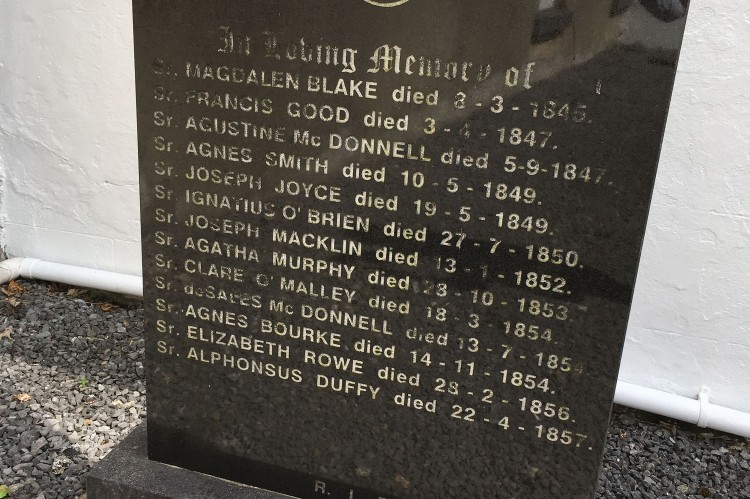 In Loving Memory of
Sr. MAGDALEN BLAKE died 8 - 3 - 1845.
Sr. FRANCIS GOOD died 3 - 4 - 1847.
Sr. AGUSTINE Mc DONNELL died 5-9-1847.
Sr. AGNES SMITH died 10 - 5 - 1849.
Sr. JOSEPH JOYCE died 19 - 5 - 1849.
Sr. IGNATIUS O' BRIEN died 27 - 7 - 1850.
Sr. JOSEPH MACKLIN died 13 - 1 - 1852.
Sr. AGATHA MURPHY died 28 - 10 - 1853.
Sr. CLARE O' MALLEY died 18 - 3 - 1854.
Sr. deSALES Mc DONNELL died 13 - 7 - 1854.
Sr. AGNES BOURKE died 14 - 11 - 1854.
Sr. ELIZABETH ROWE died 28 - 2 - 1856.
Sr. ALPHONSUS DUFFY died 22 - 4 - 1857.
R. I.